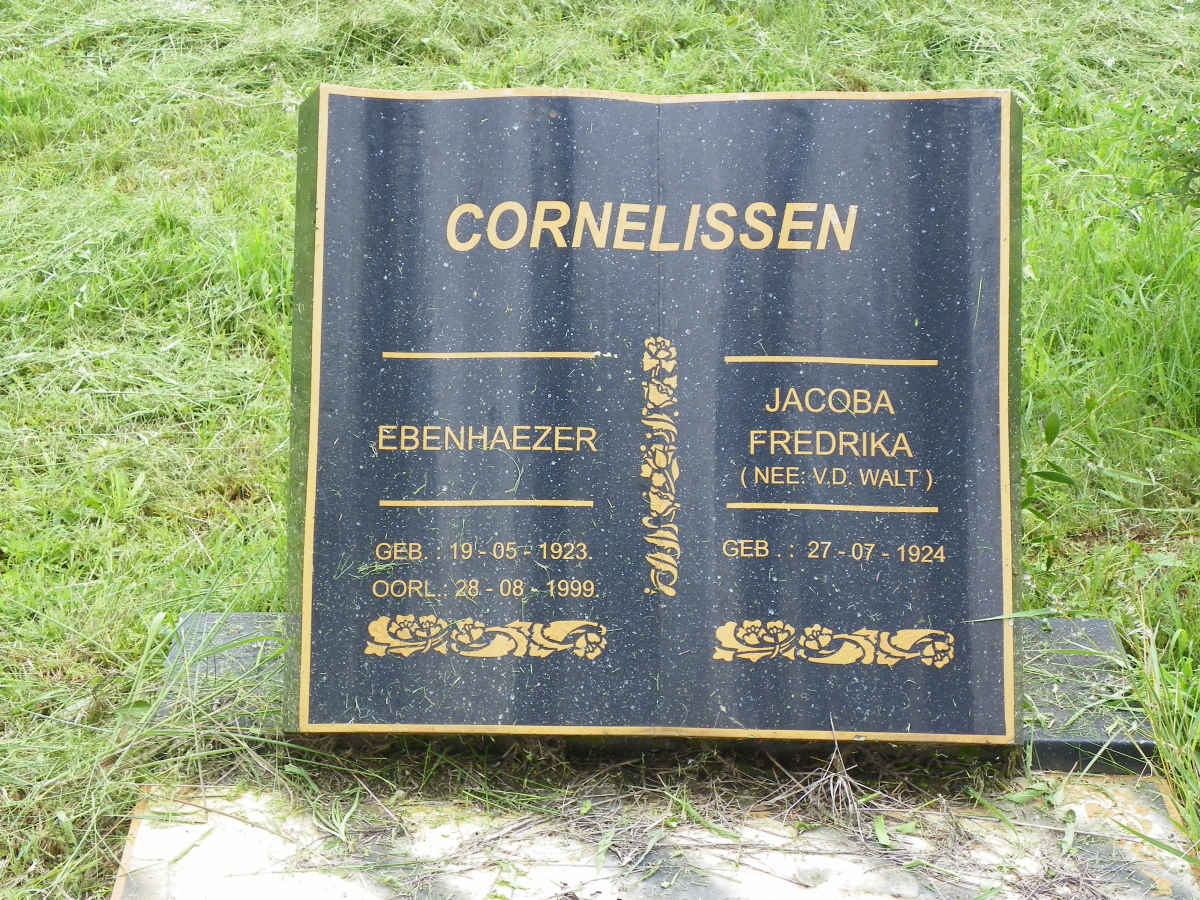 CORNELISSEN
EBENHAEZER
GEB. : 19 - 05 - 1923.
OORL.: 28 - 08 - 1999.
JACOBA
FREDRIKA
( NEE: V.D. WALT )
GEB . : 27 - 07 - 1924